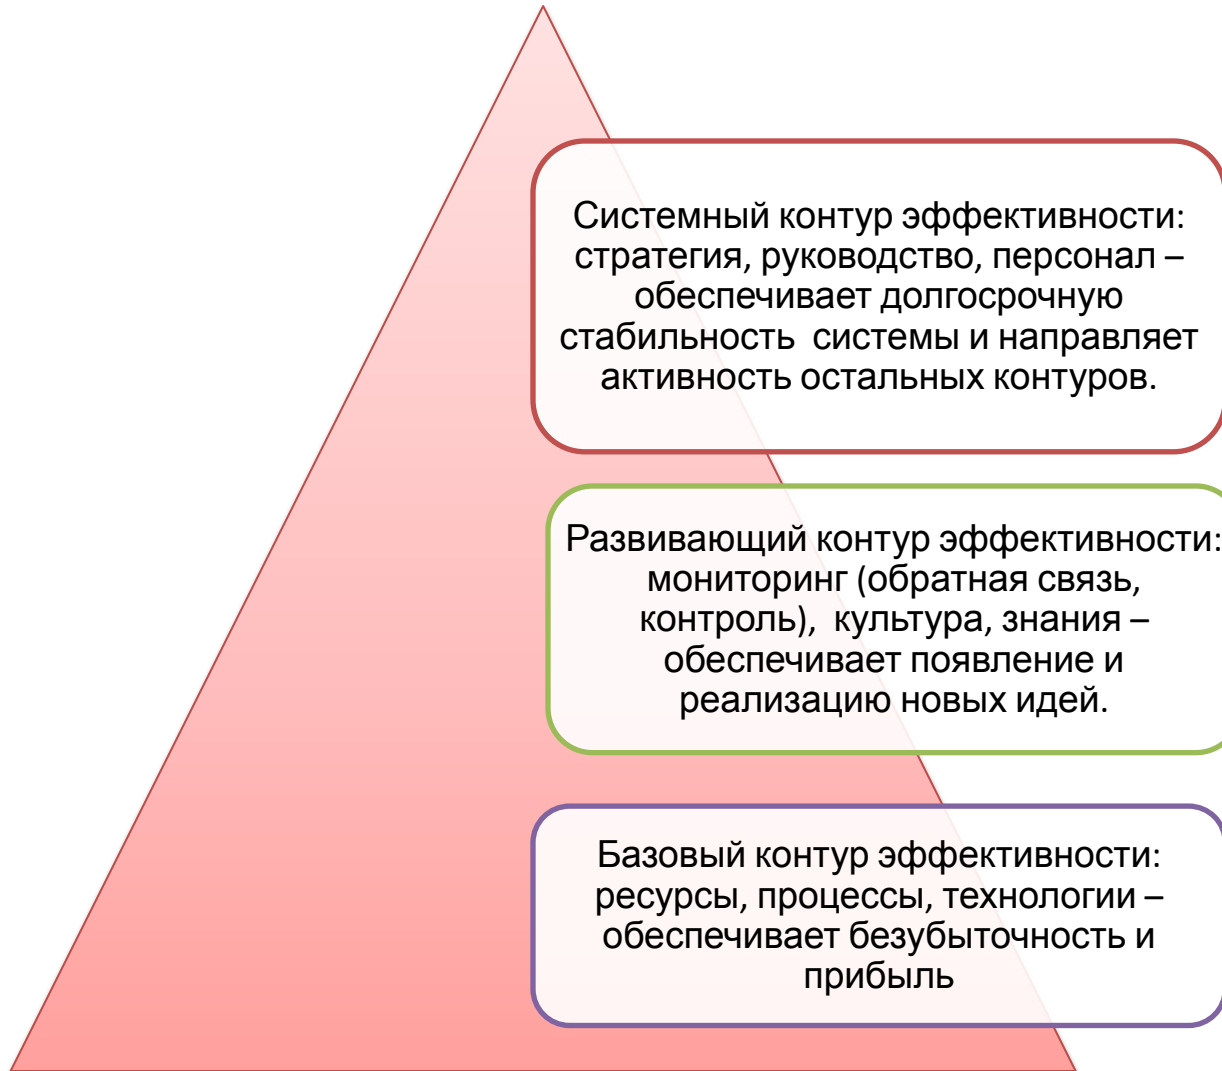 Системный контур эффективности:
стратегия, руководство, персонал –
обеспечивает долгосрочную
стабильность  системы и направляет
активность остальных контуров.
Развивающий контур эффективности:
мониторинг (обратная связь,
контроль),  культура, знания –
обеспечивает появление и
реализацию новых идей.
Базовый контур эффективности:
ресурсы, процессы, технологии –
обеспечивает безубыточность и
прибыль